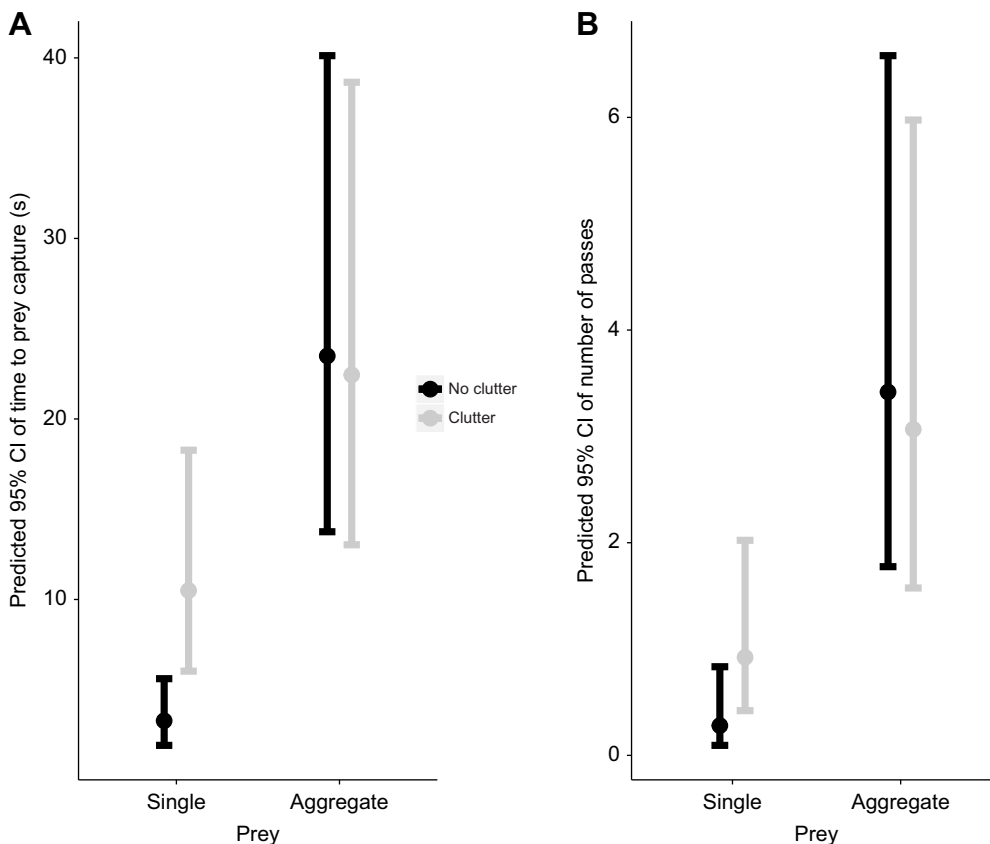 A
Predicted 95% CI of time to prey capture (s)
40
30
20
10
Single
Aggregate
Prey
No clutter
Clutter
B
Predicted 95% CI of number of passes
6
4
2
0
Single
Aggregate
Prey